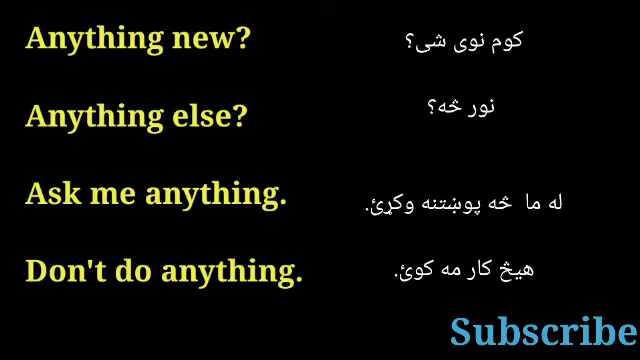 Anything new?
کوم نوی شی؟
Anything else?
نور څه؟
Ask me anything.
له ما څه پوښتنه وکړئ.
Don't do anything.
هیڅ کار مه کوئ.
Subscribe